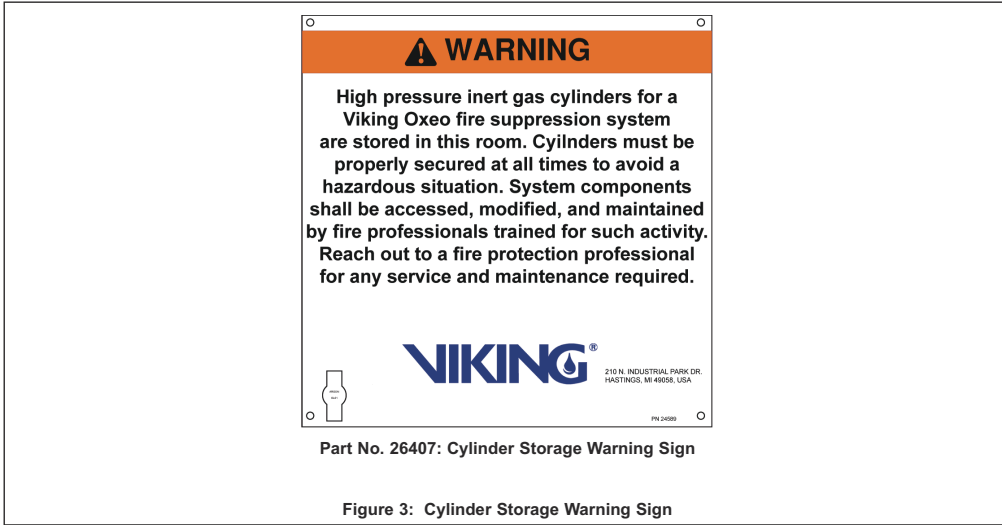 WARNING
High pressure inert gas cylinders for a
Viking Oxeo fire suppression system
are stored in this room. Cyilnders must be
properly secured at all times to avoid a
hazardous situation. System components
shall be accessed, modified, and maintained
by fire professionals trained for such activity.
Reach out to a fire protection professional
for any service and maintenance required.
VIKING®
210 N. INDUSTRIAL PARK DR.
HASTINGS, MI 49058, USA
PN 24589
Part No. 26407: Cylinder Storage Warning Sign
Figure 3: Cylinder Storage Warning Sign